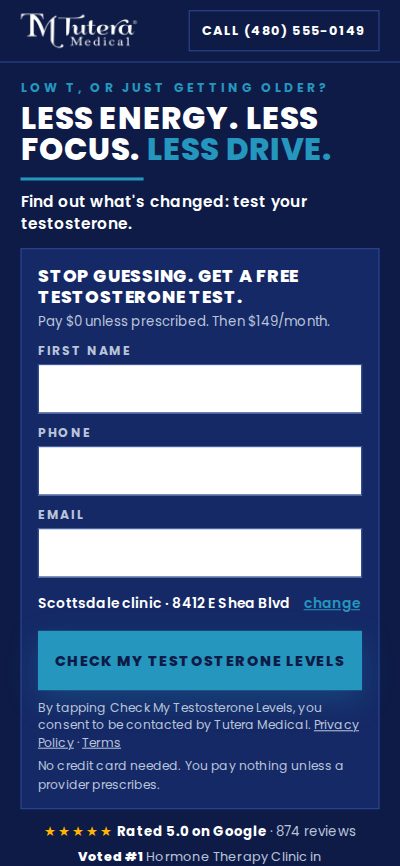 Tutera
Medical
CALL (480) 555-0149
LOW T, OR JUST GETTING OLDER?
LESS ENERGY. LESS
FOCUS. LESS DRIVE.
Find out what's changed: test your
testosterone.
STOP GUESSING. GET A FREE
TESTOSTERONE TEST.
Pay $0 unless prescribed. Then $149/month.
FIRST NAME
PHONE
EMAIL
Scottsdale clinic · 8412 E Shea Blvd change
CHECK MY TESTOSTERONE LEVELS
By tapping Check My Testosterone Levels, you
consent to be contacted by Tutera Medical. Privacy
Policy · Terms
No credit card needed. You pay nothing unless a
provider prescribes.
★★★★★ Rated 5.0 on Google · 874 reviews
Voted #1 Hormone Therapy Clinic in